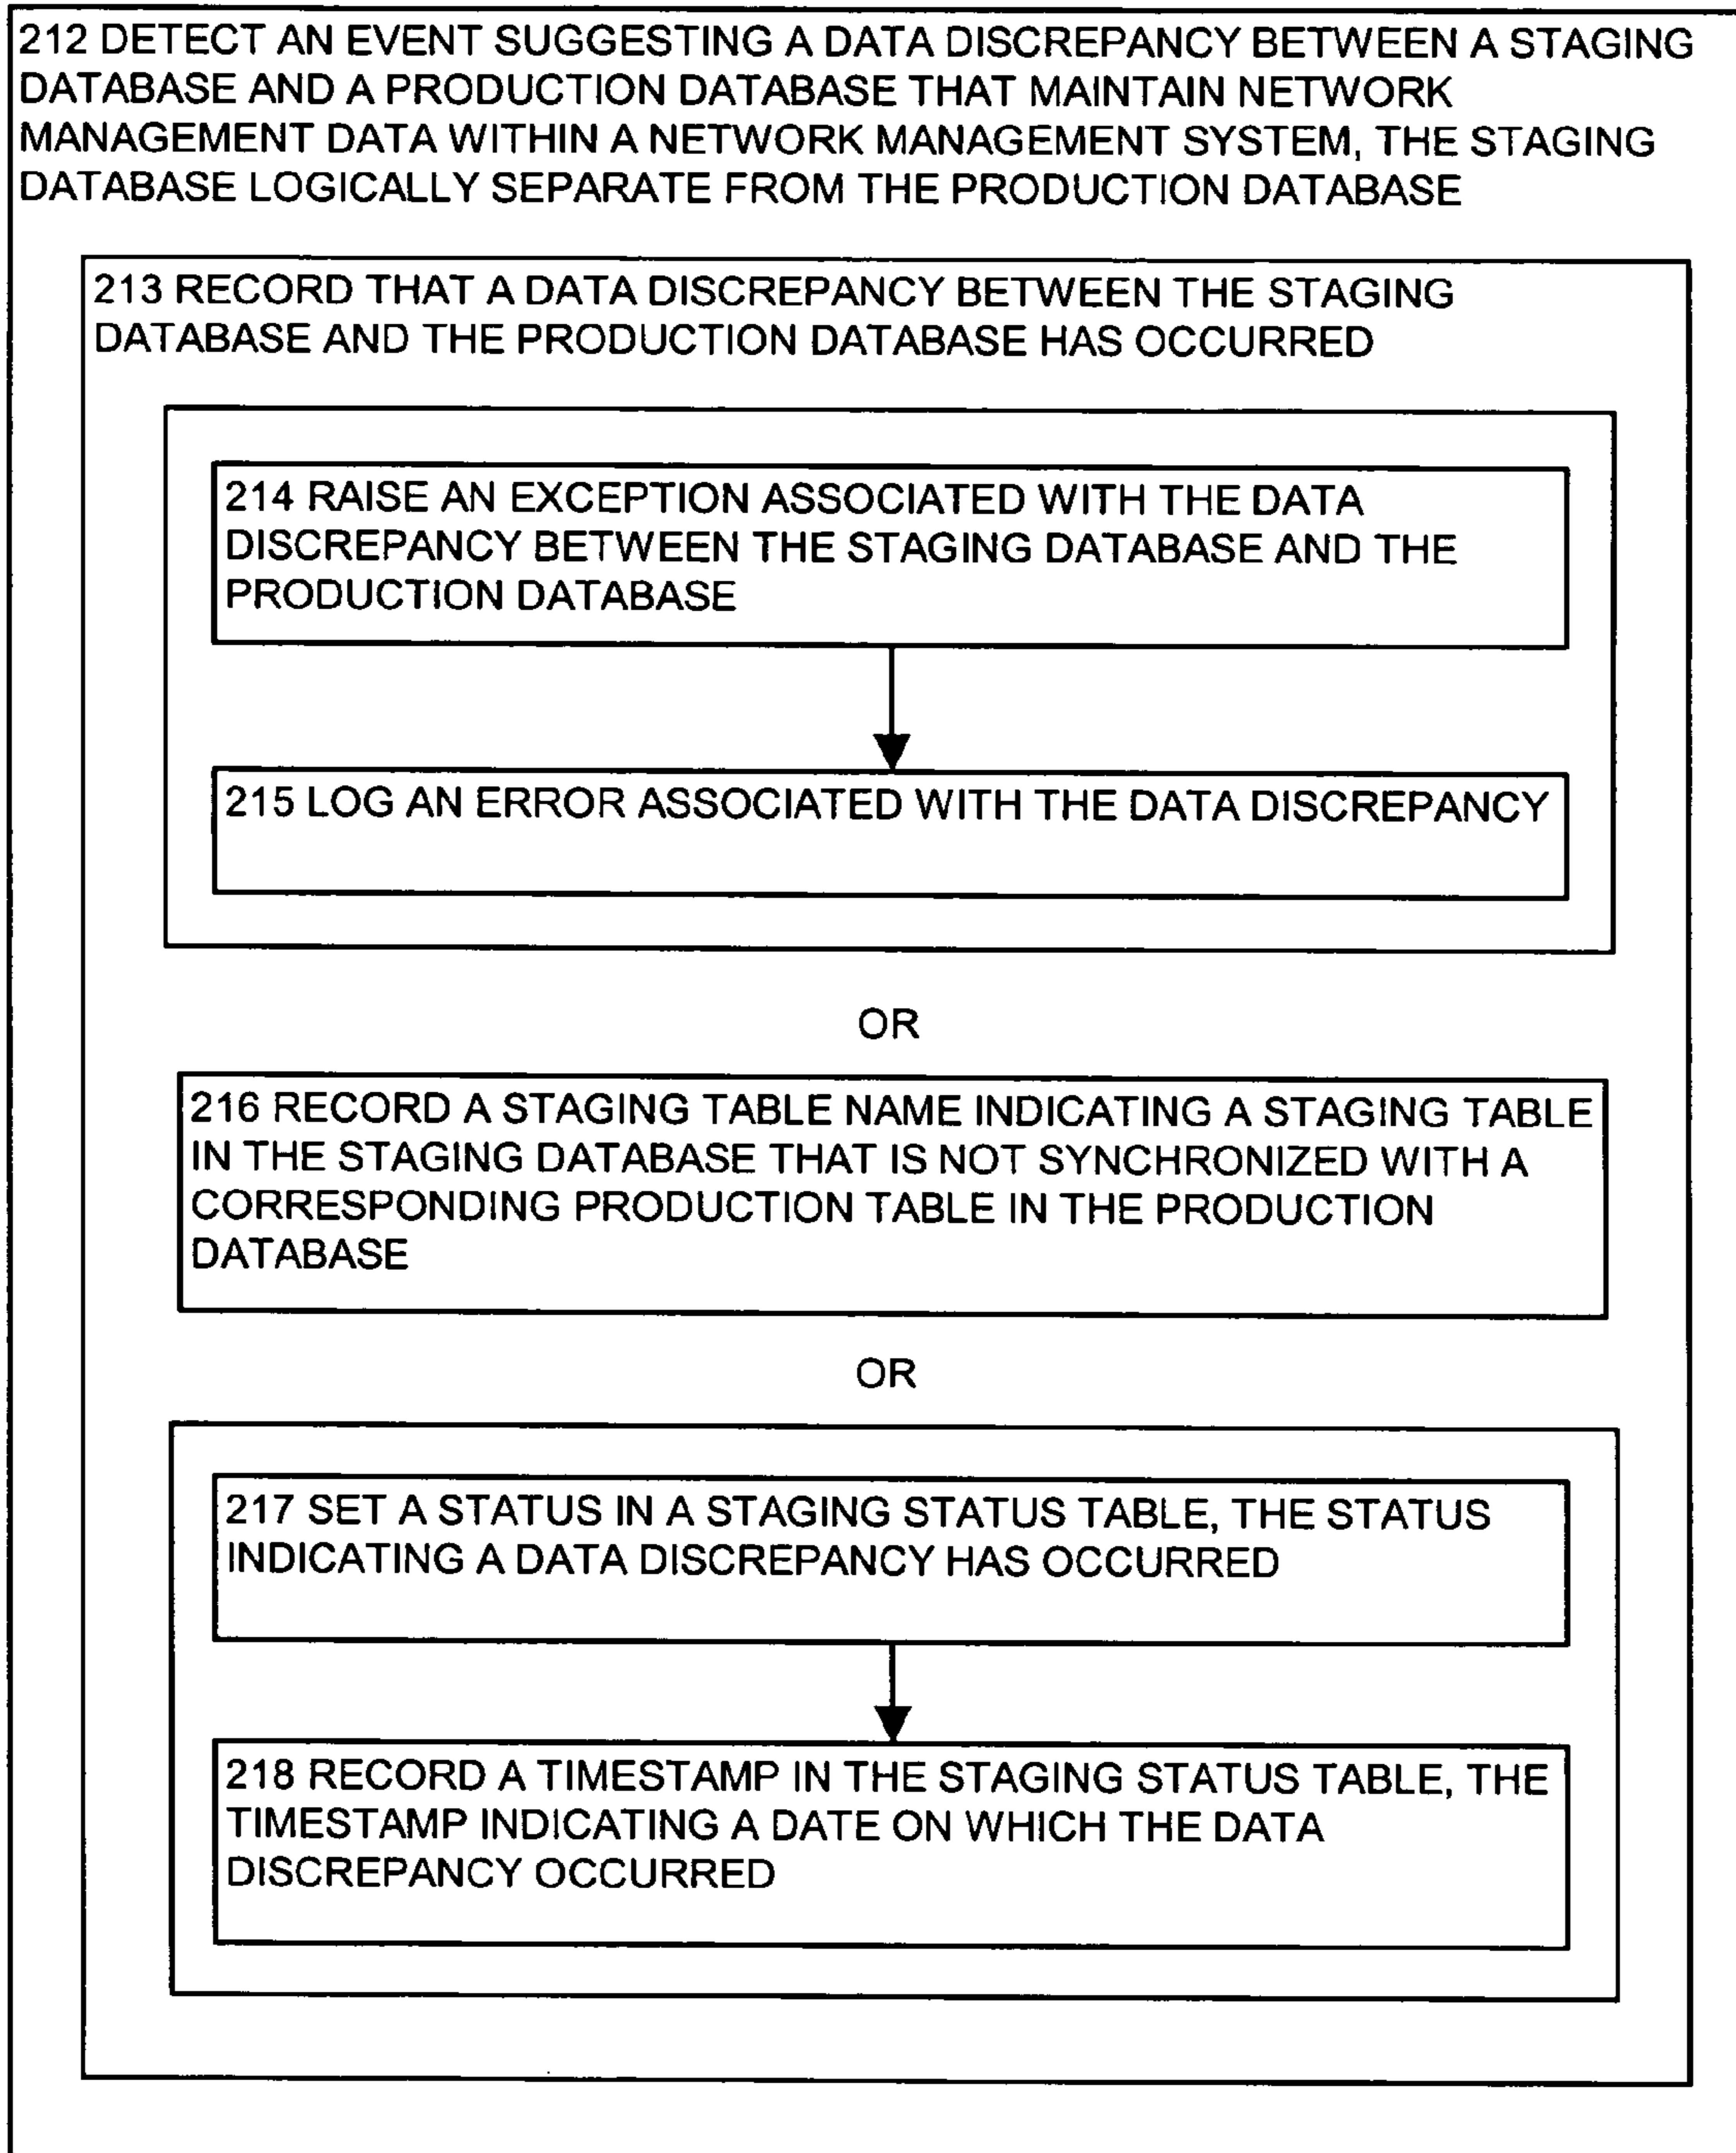 212 DETECT AN EVENT SUGGESTING A DATA DISCREPANCY BETWEEN A STAGING
DATABASE AND A PRODUCTION DATABASE THAT MAINTAIN NETWORK
MANAGEMENT DATA WITHIN A NETWORK MANAGEMENT SYSTEM, THE STAGING
DATABASE LOGICALLY SEPARATE FROM THE PRODUCTION DATABASE
213 RECORD THAT A DATA DISCREPANCY BETWEEN THE STAGING
DATABASE AND THE PRODUCTION DATABASE HAS OCCURRED
214 RAISE AN EXCEPTION ASSOCIATED WITH THE DATA
DISCREPANCY BETWEEN THE STAGING DATABASE AND THE
PRODUCTION DATABASE
215 LOG AN ERROR ASSOCIATED WITH THE DATA DISCREPANCY
OR
216 RECORD A STAGING TABLE NAME INDICATING A STAGING TABLE
IN THE STAGING DATABASE THAT IS NOT SYNCHRONIZED WITH A
CORRESPONDING PRODUCTION TABLE IN THE PRODUCTION
DATABASE
OR
217 SET A STATUS IN A STAGING STATUS TABLE, THE STATUS
INDICATING A DATA DISCREPANCY HAS OCCURRED
218 RECORD A TIMESTAMP IN THE STAGING STATUS TABLE, THE
TIMESTAMP INDICATING A DATE ON WHICH THE DATA
DISCREPANCY OCCURRED